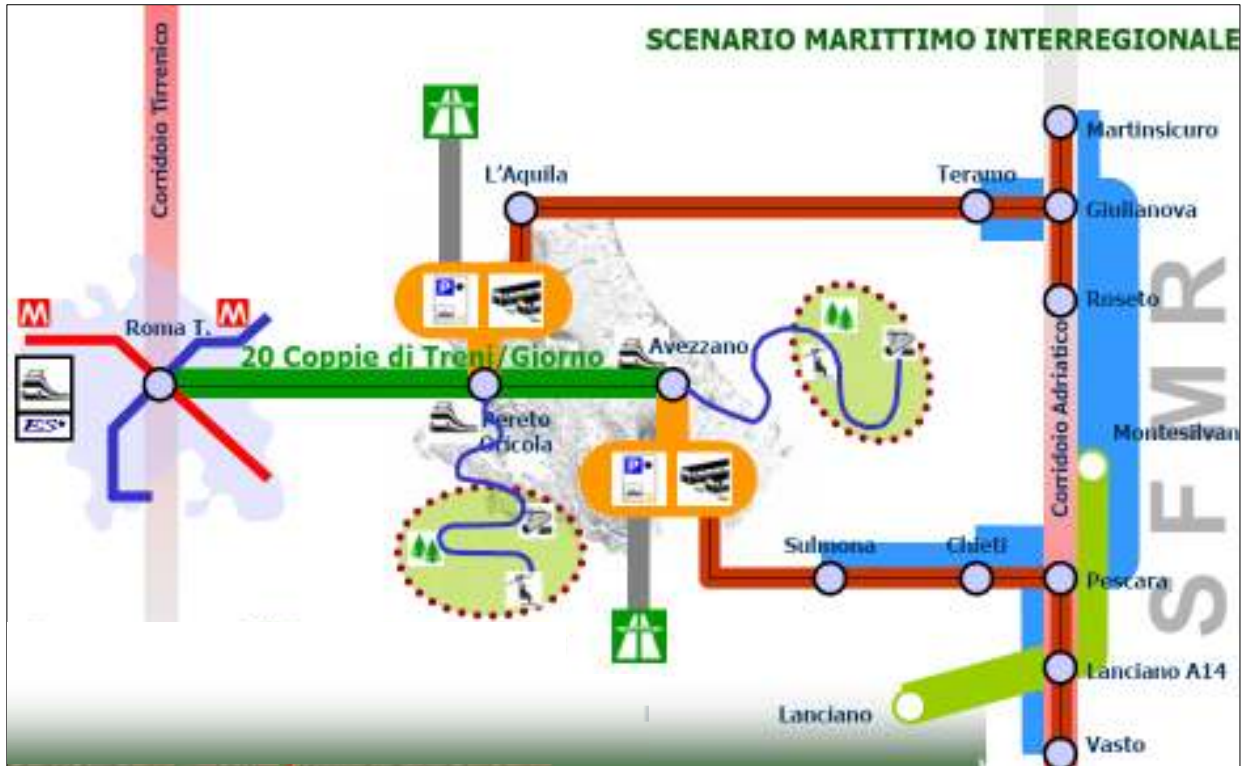 SCENARIO MARITTIMO INTERREGIONALE
Corridoio Tirrenico
Martinsicuro
L'Aquila
Teramo
Giulianova
P
M
M
Roma T.
Roseto
20 Coppie di Treni/Giorno
Avezzano
ES*
Pereto
Oricola
Corridoio Adriatico
Montesilvan
SFMR
P
Sulmona
Chieti
Pescara
Lanciano A14
Lanciano
Vasto